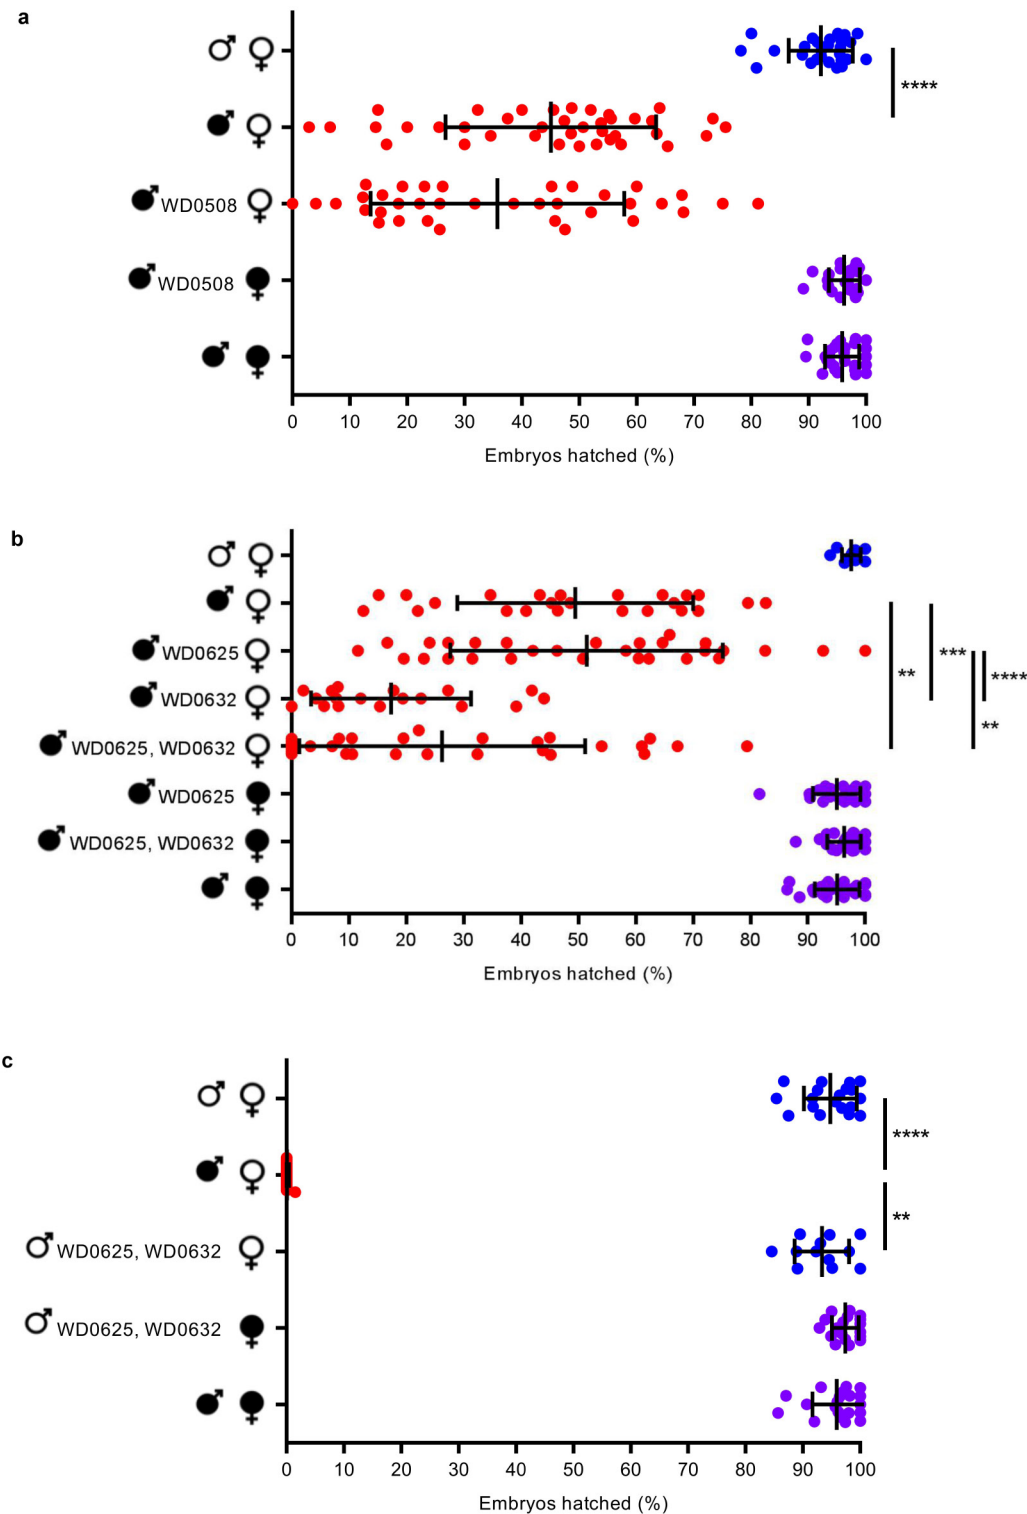 a
♂ ♀
****
♂ ♀
♂ WD0508 ♀
♂ WD0508 ♀
♂ ♀
0 10 20 30 40 50 60 70 80 90 100
Embryos hatched (%)
b
♂ ♀
♂ ♀
♂ WD0625 ♀
** *** ****
♂ WD0632 ♀
**
♂ WD0625, WD0632 ♀
♂ WD0625 ♀
♂ WD0625, WD0632 ♀
♂ ♀
0 10 20 30 40 50 60 70 80 90 100
Embryos hatched (%)
c
♂ ♀
****
♂ ♀
**
♂ WD0625, WD0632 ♀
♂ WD0625, WD0632 ♀
♂ ♀
0 10 20 30 40 50 60 70 80 90 100
Embryos hatched (%)